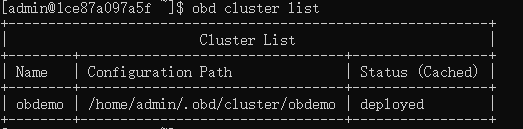 [admin@1ce87a097a5f ~]$ obd cluster list
Cluster List
Name | Configuration Path | Status (Cached)
obdemo | /home/admin/.obd/cluster/obdemo | deployed